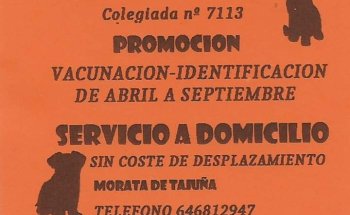 Colegiada nº 7113
PROMOCION
VACUNACION-IDENTIFICACION
DE ABRIL A SEPTIEMBRE
SERVICIO A DOMICILIO
SIN COSTE DE DESPLAZAMIENTO
MORATA DE TAJUÑA
TELEFONO 646812947